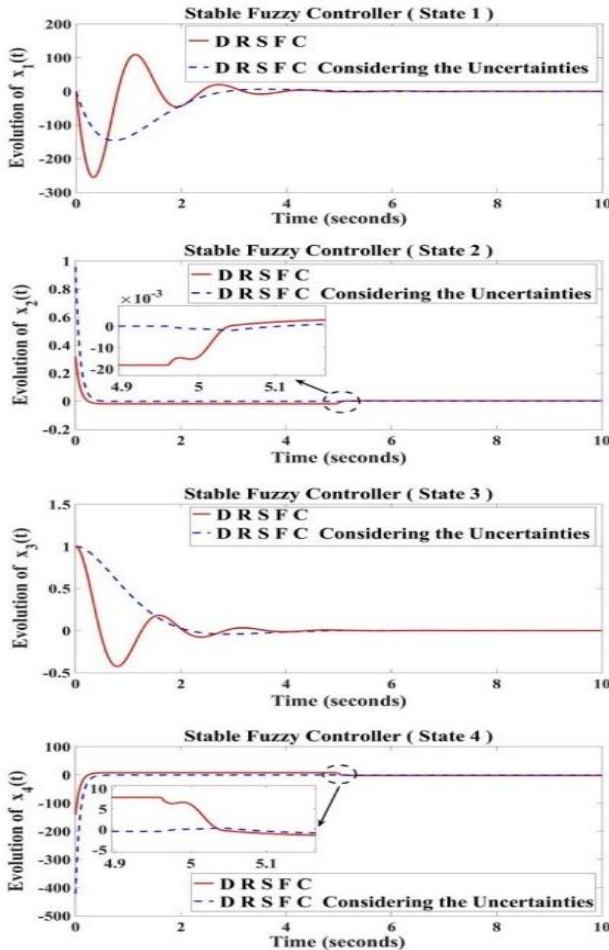 Stable Fuzzy Controller ( State 1 )
Evolution of x1(t)
200
100
0
-100
-200
-300
D R S F C
D R S F C Considering the Uncertainties
0 2 4 6 8 10
Time (seconds)
Stable Fuzzy Controller ( State 2 )
Evolution of x2(t)
1
0.8
0.6
0.4
0.2
0
-0.2
D R S F C
D R S F C Considering the Uncertainties
×10-3
0
-10
-20
4.9 5 5.1
0 2 4 6 8 10
Time (seconds)
Stable Fuzzy Controller ( State 3 )
Evolution of x3(t)
1.5
1
0.5
0
-0.5
D R S F C
D R S F C Considering the Uncertainties
0 2 4 6 8 10
Time (seconds)
Stable Fuzzy Controller ( State 4 )
Evolution of x4(t)
100
0
-100
-200
-300
-400
-500
10
5
0
-5
4.9 5 5.1
D R S F C
D R S F C Considering the Uncertainties
0 2 4 6 8 10
Time (seconds)